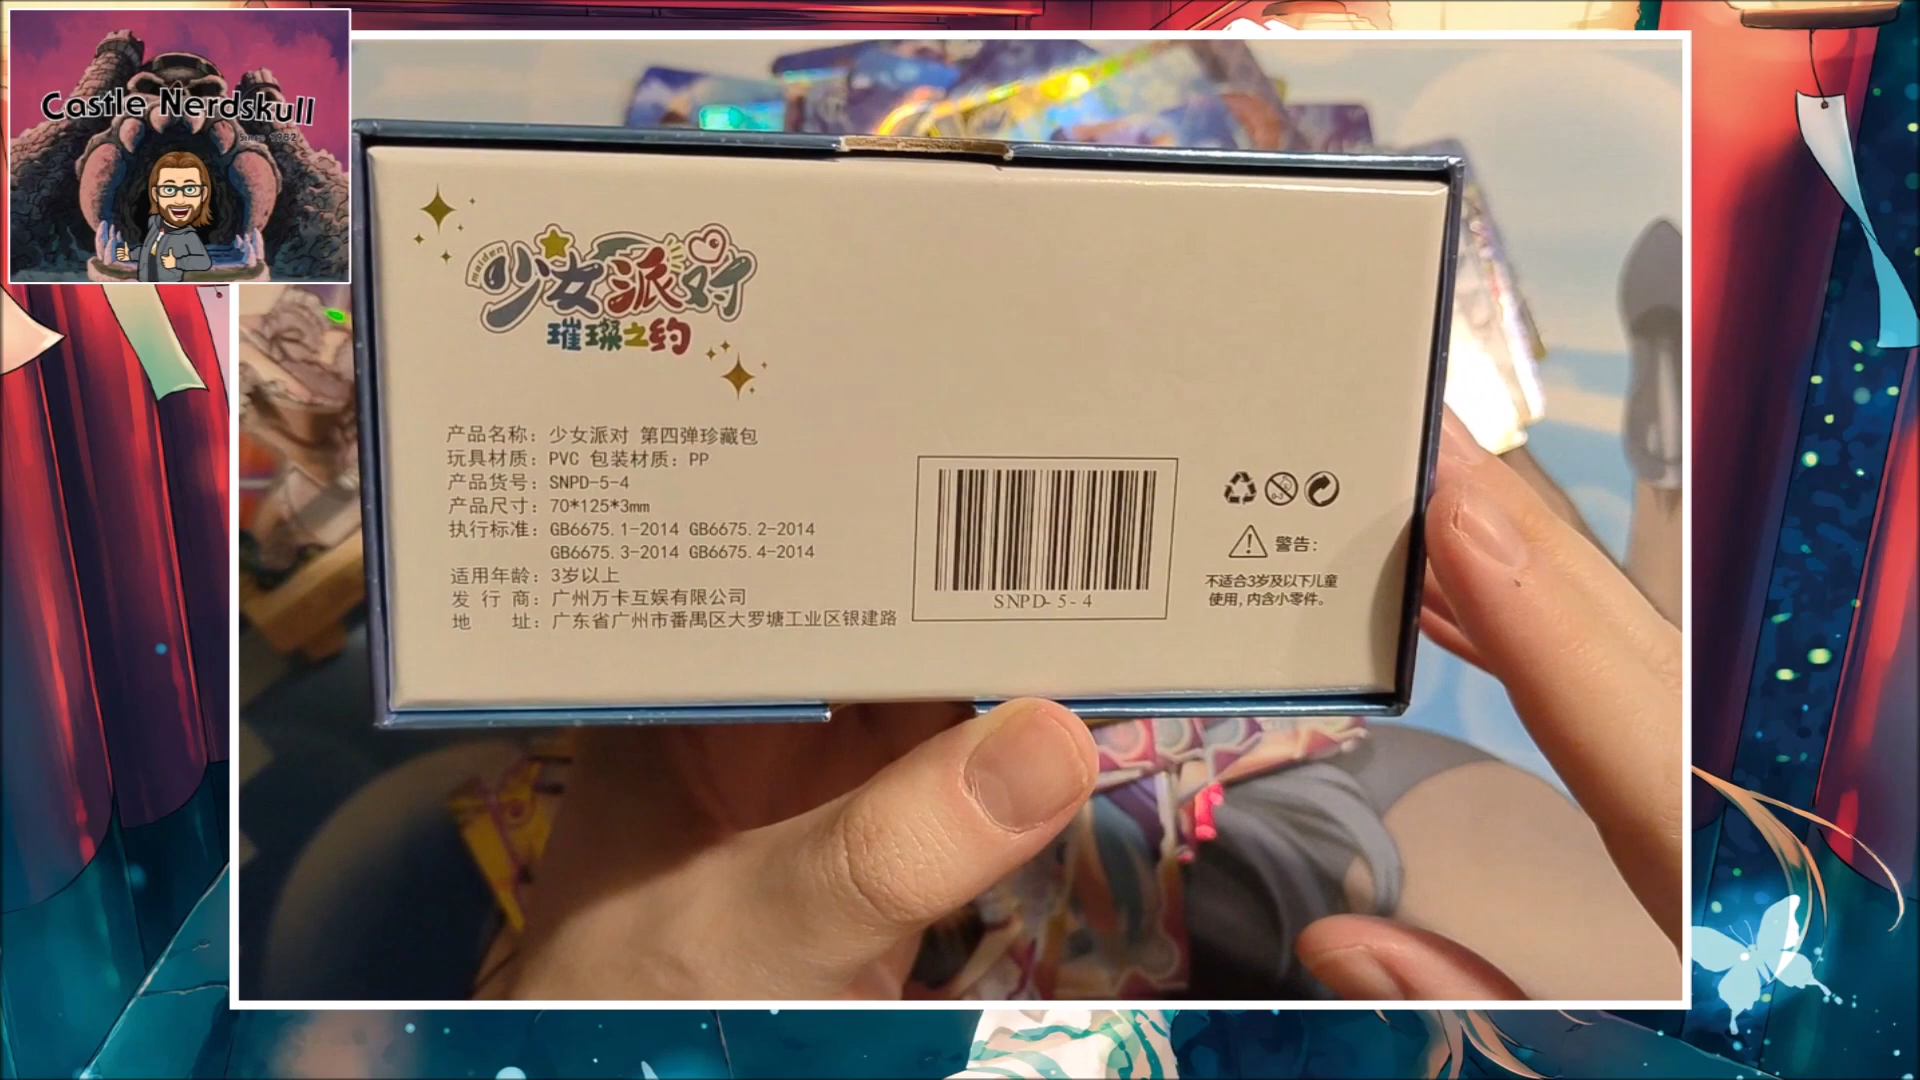 Castle Nerdskull
Since 1982
maiden
少女派对
璀璨之约
产品名称：少女派对 第四弹珍藏包
玩具材质：PVC 包装材质：PP
产品货号：SNPD-5-4
产品尺寸：70*125*3mm
执行标准：GB6675.1-2014 GB6675.2-2014
GB6675.3-2014 GB6675.4-2014
适用年龄：3岁以上
发 行 商：广州万卡互娱有限公司
地 址：广东省广州市番禺区大罗塘工业区银建路
SNPD-5-4
0-3
警告：
不适合3岁及以下儿童
使用，内含小零件。